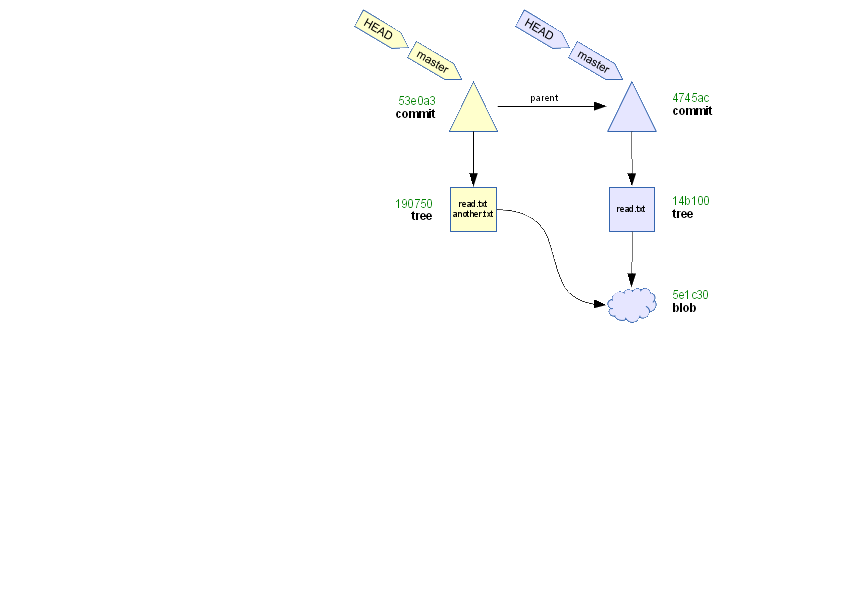 HEAD
master
HEAD
master
53e0a3
commit
parent
4745ac
commit
190750
tree
read.txt
another.txt
read.txt
14b100
tree
5e1c30
blob